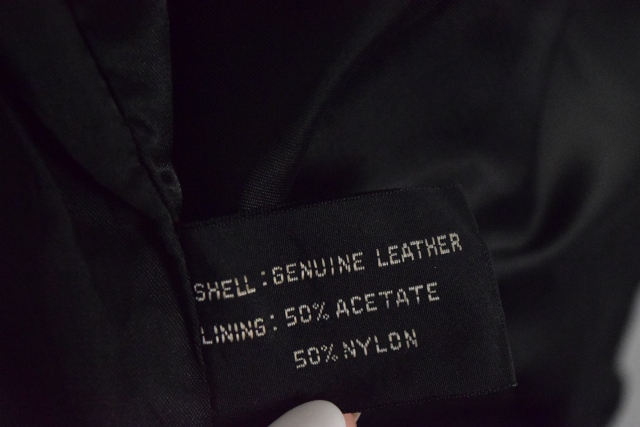 SHELL: GENUINE LEATHER
LINING: 50% ACETATE
50% NYLON